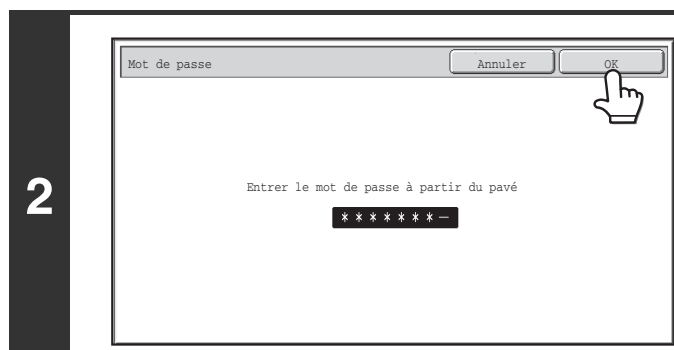 Mot de passe Annuler OK
2
Entrer le mot de passe à partir du pavé
*******–